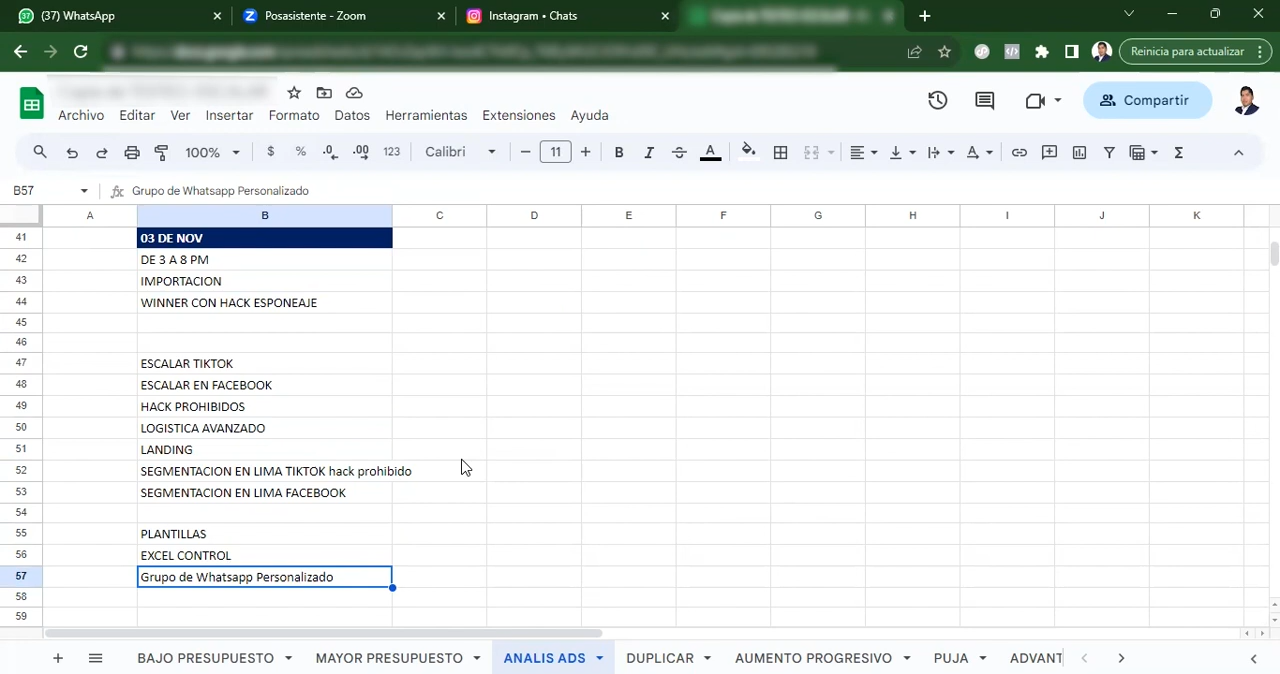 (37) WhatsApp
Posasistente - Zoom
Instagram • Chats
Reinicia para actualizar
Archivo Editar Ver Insertar Formato Datos Herramientas Extensiones Ayuda
Compartir
100% $ % .0 .00 123 Calibri 11 B I A
B57 fx Grupo de Whatsapp Personalizado
A B C D E F G H I J K
41 03 DE NOV
42 DE 3 A 8 PM
43 IMPORTACION
44 WINNER CON HACK ESPONEAJE
45
46
47 ESCALAR TIKTOK
48 ESCALAR EN FACEBOOK
49 HACK PROHIBIDOS
50 LOGISTICA AVANZADO
51 LANDING
52 SEGMENTACION EN LIMA TIKTOK hack prohibido
53 SEGMENTACION EN LIMA FACEBOOK
54
55 PLANTILLAS
56 EXCEL CONTROL
57 Grupo de Whatsapp Personalizado
58
59
BAJO PRESUPUESTO MAYOR PRESUPUESTO ANALIS ADS DUPLICAR AUMENTO PROGRESIVO PUJA ADVANT